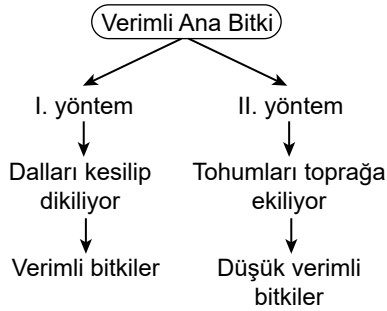 Verimli Ana Bitki
I. yöntem
Dalları kesilip
dikiliyor
Verimli bitkiler
II. yöntem
Tohumları toprağa
ekiliyor
Düşük verimli
bitkiler